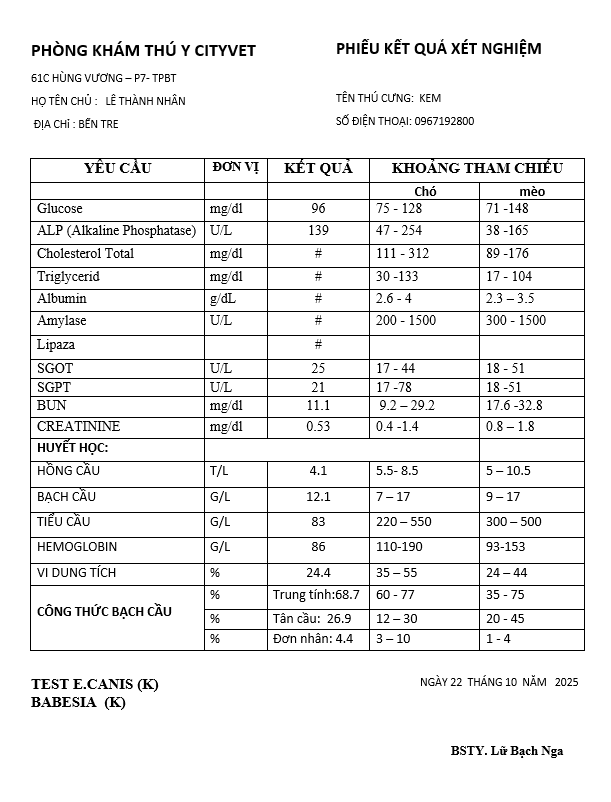 PHÒNG KHÁM THÚ Y CITYVET
PHIẾU KẾT QUẢ XÉT NGHIỆM
61C HÙNG VƯƠNG – P7- TPBT
HỌ TÊN CHỦ : LÊ THÀNH NHÂN
TÊN THÚ CƯNG: KEM
ĐỊA CHỈ : BẾN TRE
SỐ ĐIỆN THOẠI: 0967192800
YÊU CẦU ĐƠN VỊ KẾT QUẢ KHOẢNG THAM CHIẾU
Chó mèo
Glucose mg/dl 96 75 - 128 71 -148
ALP (Alkaline Phosphatase) U/L 139 47 - 254 38 -165
Cholesterol Total mg/dl # 111 - 312 89 -176
Triglycerid mg/dl # 30 -133 17 - 104
Albumin g/dL # 2.6 - 4 2.3 – 3.5
Amylase U/L # 200 - 1500 300 - 1500
Lipaza #
SGOT U/L 25 17 - 44 18 - 51
SGPT U/L 21 17 -78 18 -51
BUN mg/dl 11.1 9.2 – 29.2 17.6 -32.8
CREATININE mg/dl 0.53 0.4 -1.4 0.8 – 1.8
HUYẾT HỌC:
HỒNG CẦU T/L 4.1 5.5- 8.5 5 – 10.5
BẠCH CẦU G/L 12.1 7 – 17 9 – 17
TIỂU CẦU G/L 83 220 – 550 300 – 500
HEMOGLOBIN G/L 86 110-190 93-153
VI DUNG TÍCH % 24.4 35 – 55 24 – 44
CÔNG THỨC BẠCH CẦU % Trung tính:68.7 60 - 77 35 - 75
% Tân cầu: 26.9 12 – 30 20 - 45
% Đơn nhân: 4.4 3 – 10 1 - 4
TEST E.CANIS (K)
NGÀY 22 THÁNG 10 NĂM 2025
BABESIA (K)
BSTY. Lữ Bạch Nga